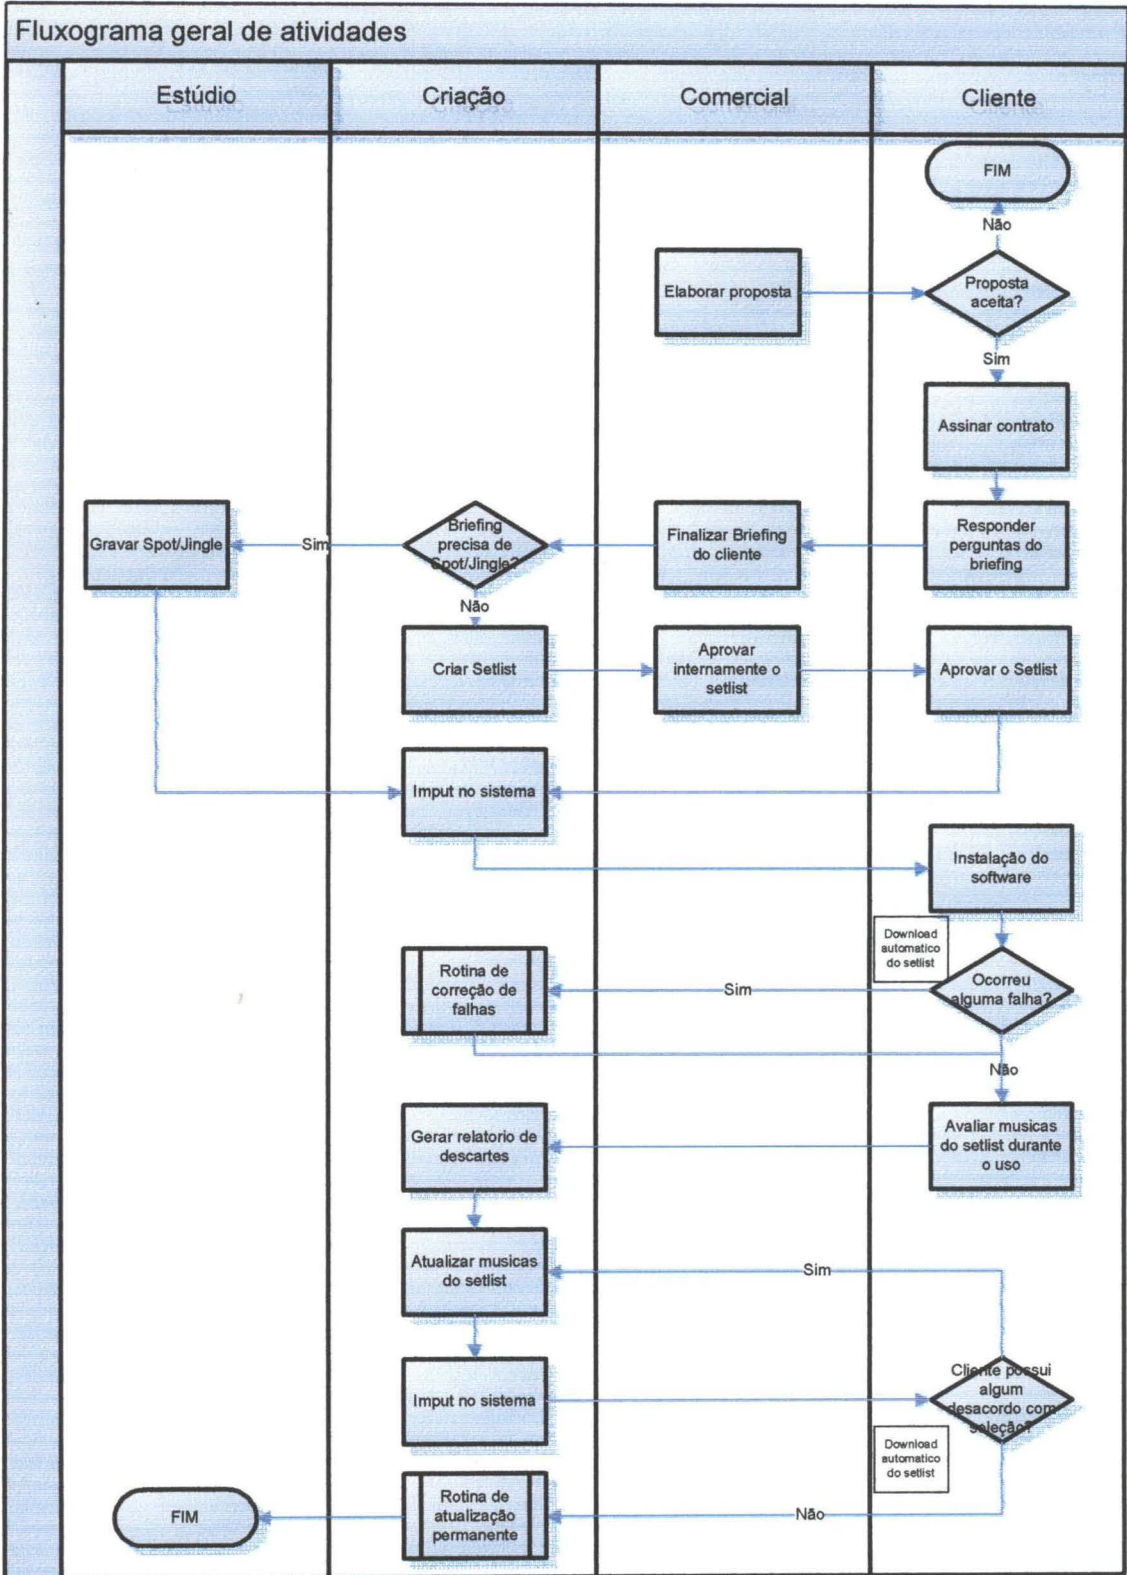 Fluxograma geral de atividades
Estúdio
Criação
Comercial
Cliente
FIM
Não
Elaborar proposta
Proposta
aceita?
Sim
Assinar contrato
Gravar Spot/Jingle
Sim
Briefing
precisa de
Spot/Jingle?
Finalizar Briefing
do cliente
Responder
perguntas do
briefing
Não
Criar Setlist
Aprovar
internamente o
setlist
Aprovar o Setlist
Imput no sistema
Instalação do
software
Download
automatico
do setlist
Rotina de
correção de
falhas
Sim
Ocorreu
alguma falha?
Não
Gerar relatorio de
descartes
Avaliar musicas
do setlist durante
o uso
Atualizar musicas
do setlist
Sim
Imput no sistema
Cliente possui
algum
desacordo com
seleção?
Download
automatico
do setlist
FIM
Rotina de
atualização
permanente
Não